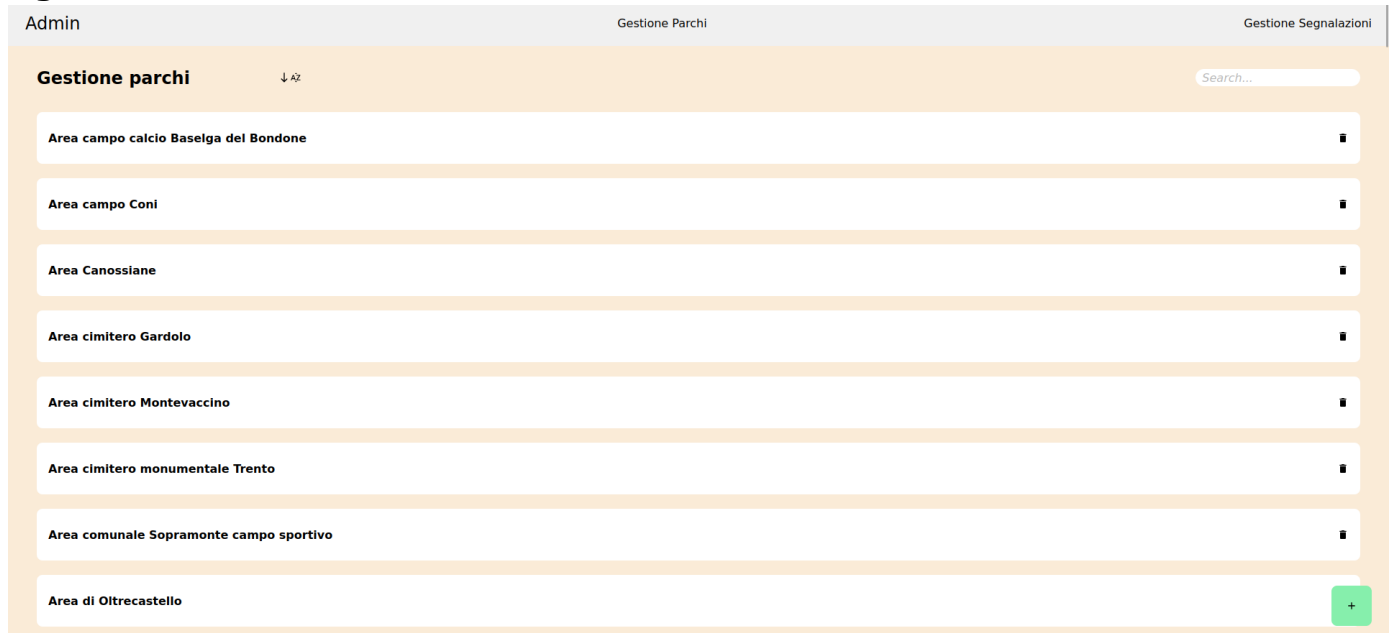 Admin
Gestione Parchi
Gestione Segnalazioni
Gestione parchi
AZ
Search...
Area campo calcio Baselga del Bondone
Area campo Coni
Area Canossiane
Area cimitero Gardolo
Area cimitero Montevaccino
Area cimitero monumentale Trento
Area comunale Sopramonte campo sportivo
Area di Oltrecastello
+